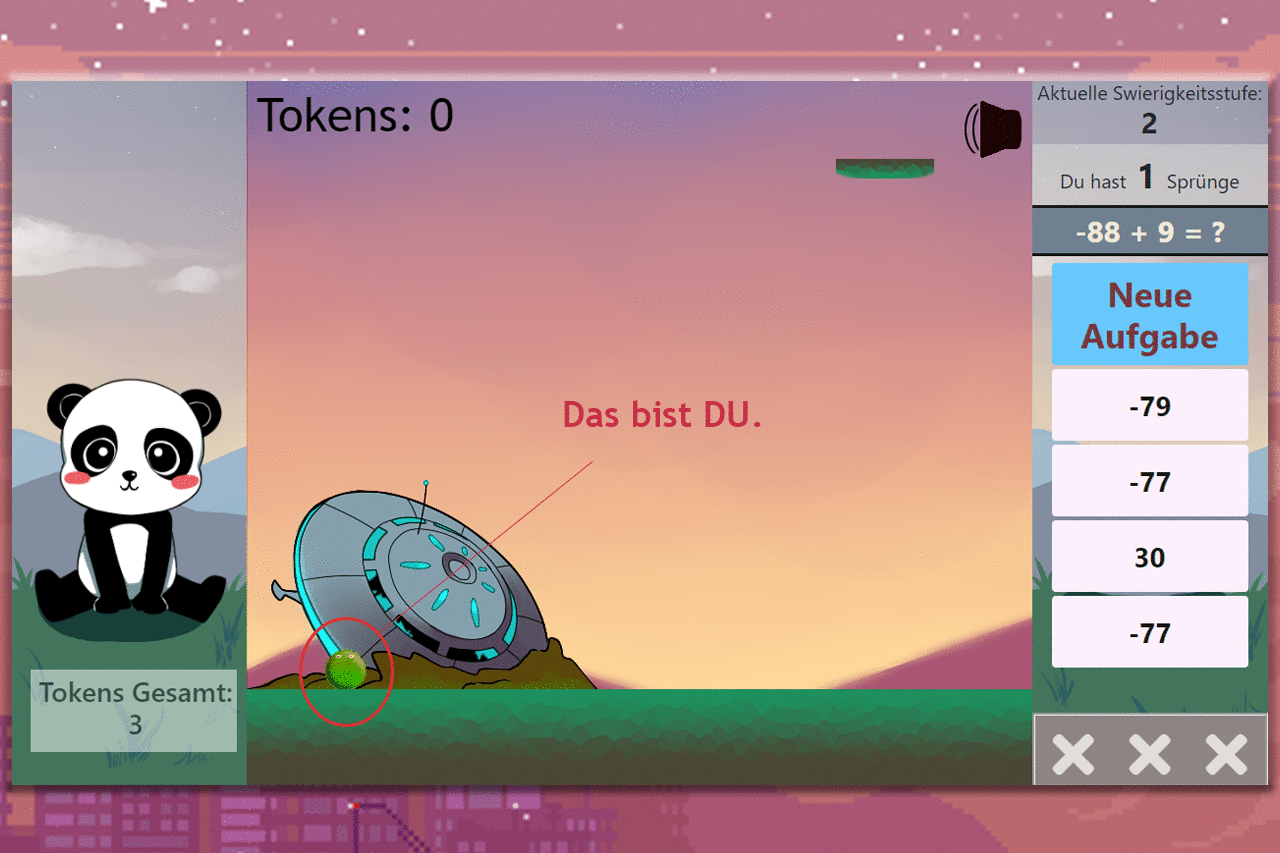 Tokens: 0
Das bist DU.
Tokens Gesamt:
3
Aktuelle Swierigkeitsstufe:
2
Du hast 1 Sprünge
-88 + 9 = ?
Neue
Aufgabe
-79
-77
30
-77